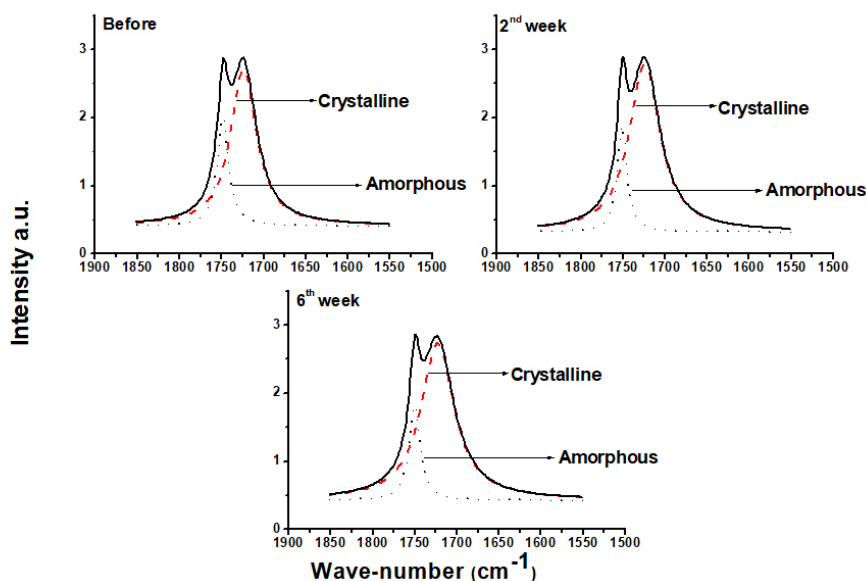 Before
3
2
1
0
Crystalline
Amorphous
1900 1850 1800 1750 1700 1650 1600 1550 1500
2nd week
3
2
1
0
Crystalline
Amorphous
1900 1850 1800 1750 1700 1650 1600 1550 1500
Intensity a.u.
6th week
3
2
1
0
Crystalline
Amorphous
1900 1850 1800 1750 1700 1650 1600 1550 1500
Wave-number (cm-1)